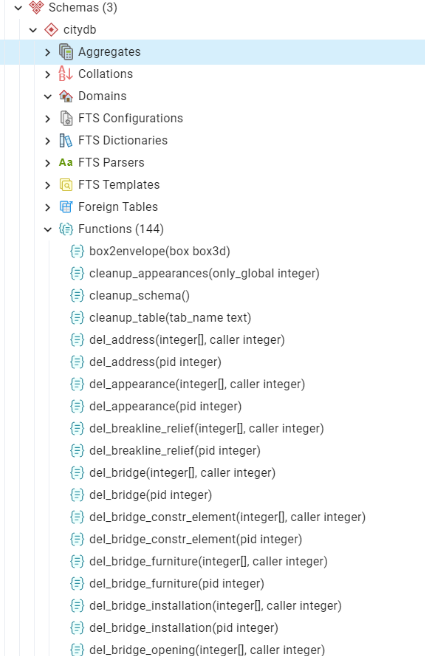 Schemas (3)
citydb
Aggregates
Collations
Domains
FTS Configurations
FTS Dictionaries
Aa FTS Parsers
FTS Templates
Foreign Tables
Functions (144)
box2envelope(box box3d)
cleanup_appearances(only_global integer)
cleanup_schema()
cleanup_table(tab_name text)
del_address(integer[], caller integer)
del_address(pid integer)
del_appearance(integer[], caller integer)
del_appearance(pid integer)
del_breakline_relief(integer[], caller integer)
del_breakline_relief(pid integer)
del_bridge(integer[], caller integer)
del_bridge(pid integer)
del_bridge_constr_element(integer[], caller integer)
del_bridge_constr_element(pid integer)
del_bridge_furniture(integer[], caller integer)
del_bridge_furniture(pid integer)
del_bridge_installation(integer[], caller integer)
del_bridge_installation(pid integer)
del_bridge_opening(integer[], caller integer)